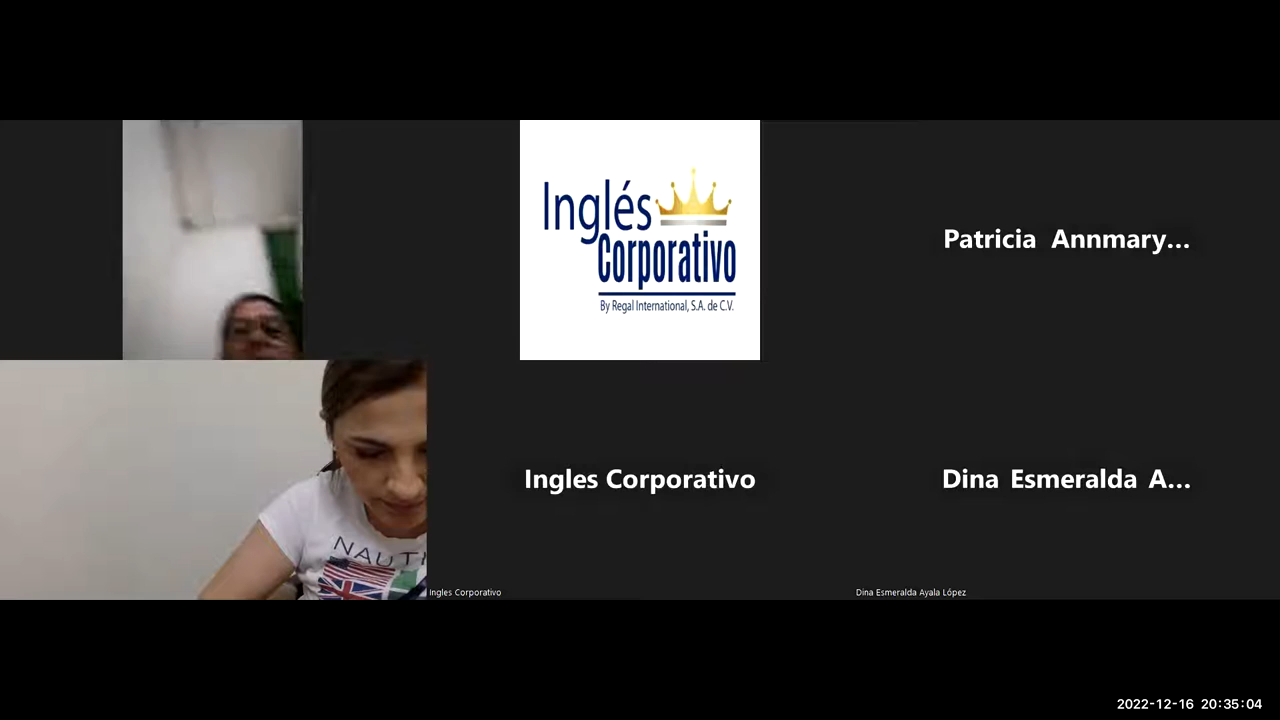 Inglés
Corporativo
By Regal International, S.A. de C.V.
Patricia Annmary...
NAUTI
Ingles Corporativo
Dina Esmeralda A...
Ingles Corporativo
Dina Esmeralda Ayala López
2022-12-16 20:35:04